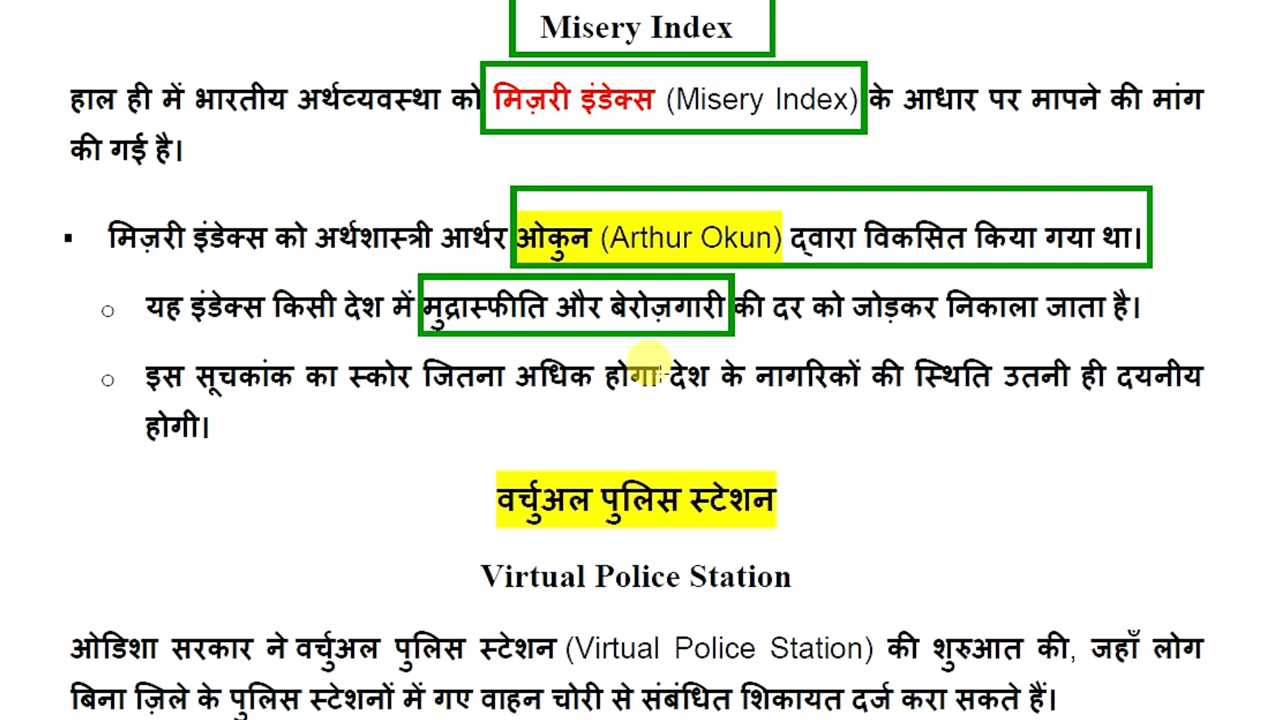 Misery Index
हाल ही में भारतीय अर्थव्यवस्था को मिज़री इंडेक्स (Misery Index) के आधार पर मापने की मांग
की गई है।
▪ मिज़री इंडेक्स को अर्थशास्त्री आर्थर ओकुन (Arthur Okun) द्वारा विकसित किया गया था।
○ यह इंडेक्स किसी देश में मुद्रास्फीति और बेरोज़गारी की दर को जोड़कर निकाला जाता है।
○ इस सूचकांक का स्कोर जितना अधिक होगा देश के नागरिकों की स्थिति उतनी ही दयनीय
होगी।
वर्चुअल पुलिस स्टेशन
Virtual Police Station
ओडिशा सरकार ने वर्चुअल पुलिस स्टेशन (Virtual Police Station) की शुरुआत की, जहाँ लोग
बिना ज़िले के पुलिस स्टेशनों में गए वाहन चोरी से संबंधित शिकायत दर्ज करा सकते हैं।